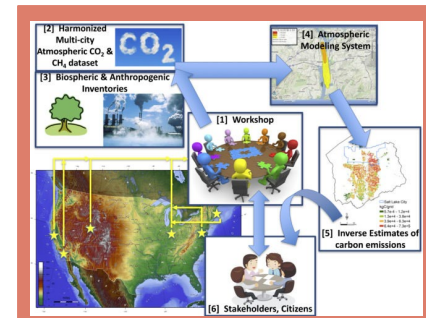 [2] Harmonized
Multi-city
Atmospheric CO₂ &
CH₄ dataset
CO₂
[3] Biospheric & Anthropogenic
Inventories
[4] Atmospheric
Modeling System
[1] Workshop
Salt Lake City
[5]
Inverse Estimates of
carbon emissions
[6] Stakeholders, Citizens